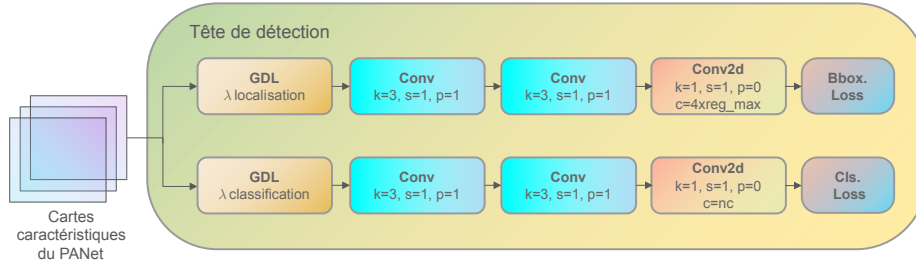 Tête de détection
GDL
λ localisation
Conv
k=3, s=1, p=1
Conv
k=3, s=1, p=1
Conv2d
k=1, s=1, p=0
c=4xreg_max
Bbox.
Loss
GDL
λ classification
Conv
k=3, s=1, p=1
Conv
k=3, s=1, p=1
Conv2d
k=1, s=1, p=0
c=nc
Cls.
Loss
Cartes
caractéristiques
du PANet